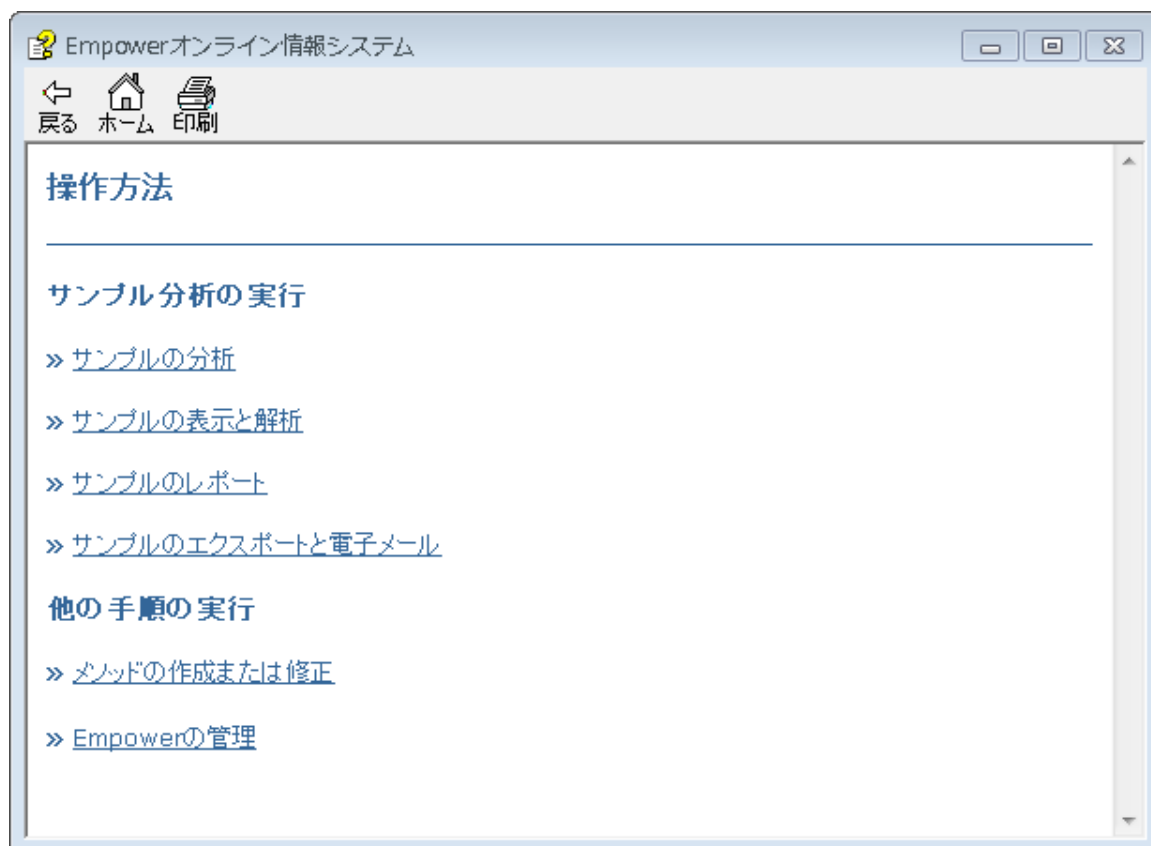 Empowerオンライン情報システム
戻る ホーム 印刷
操作方法
サンプル分析の実行
» サンプルの分析
» サンプルの表示と解析
» サンプルのレポート
» サンプルのエクスポートと電子メール
他の手順の実行
» メソッドの作成または修正
» Empowerの管理